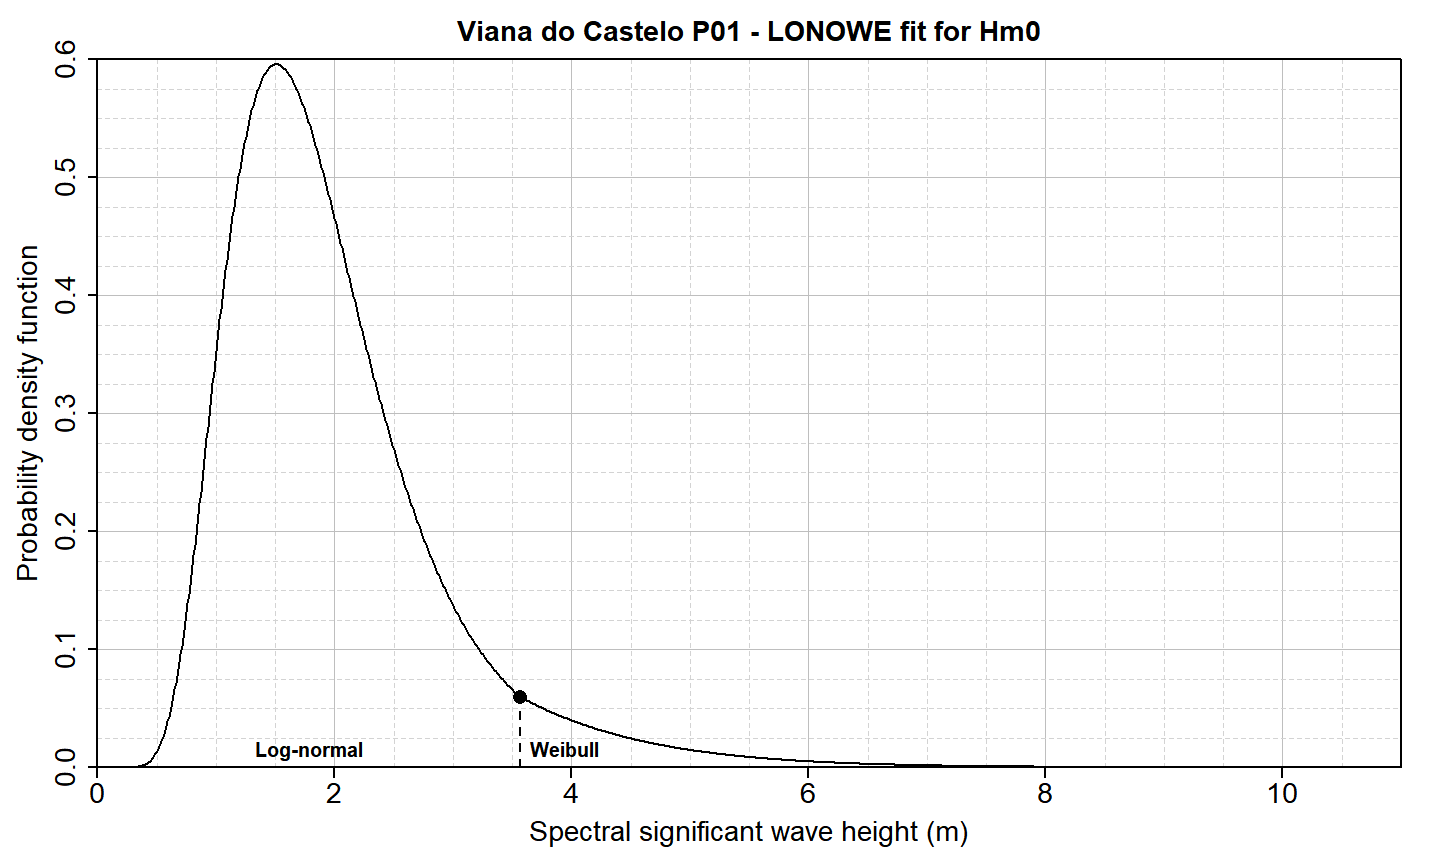 Viana do Castelo P01 - LONOWE fit for Hm0
Probability density function
0.6
0.5
0.4
0.3
0.2
0.1
0.0
Log-normal
Weibull
0 2 4 6 8 10
Spectral significant wave height (m)